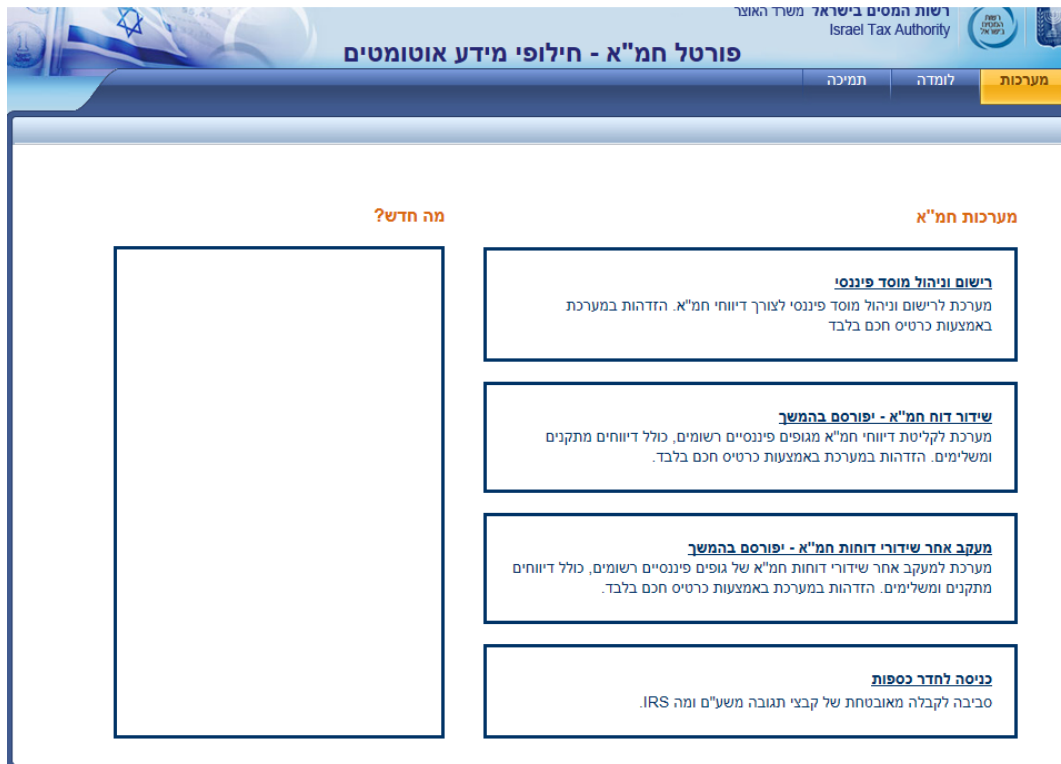 רשות המסים בישראל משרד האוצר
Israel Tax Authority
רשות
המסים
בישראל
פורטל חמ"א - חילופי מידע אוטומטים
מערכות
לומדה
תמיכה
מערכות חמ"א
רישום וניהול מוסד פיננסי
מערכת לרישום וניהול מוסד פיננסי לצורך דיווחי חמ"א. הזדהות במערכת
באמצעות כרטיס חכם בלבד
שידור דוח חמ"א - יפורסם בהמשך
מערכת לקליטת דיווחי חמ"א מגופים פיננסיים רשומים, כולל דיווחים מתקנים
ומשלימים. הזדהות במערכת באמצעות כרטיס חכם בלבד.
מעקב אחר שידורי דוחות חמ"א - יפורסם בהמשך
מערכת למעקב אחר שידורי דוחות חמ"א של גופים פיננסיים רשומים, כולל דיווחים
מתקנים ומשלימים. הזדהות במערכת באמצעות כרטיס חכם בלבד.
כניסה לחדר כספות
סביבה לקבלה מאובטחת של קבצי תגובה משע"ם ומה IRS.
מה חדש?